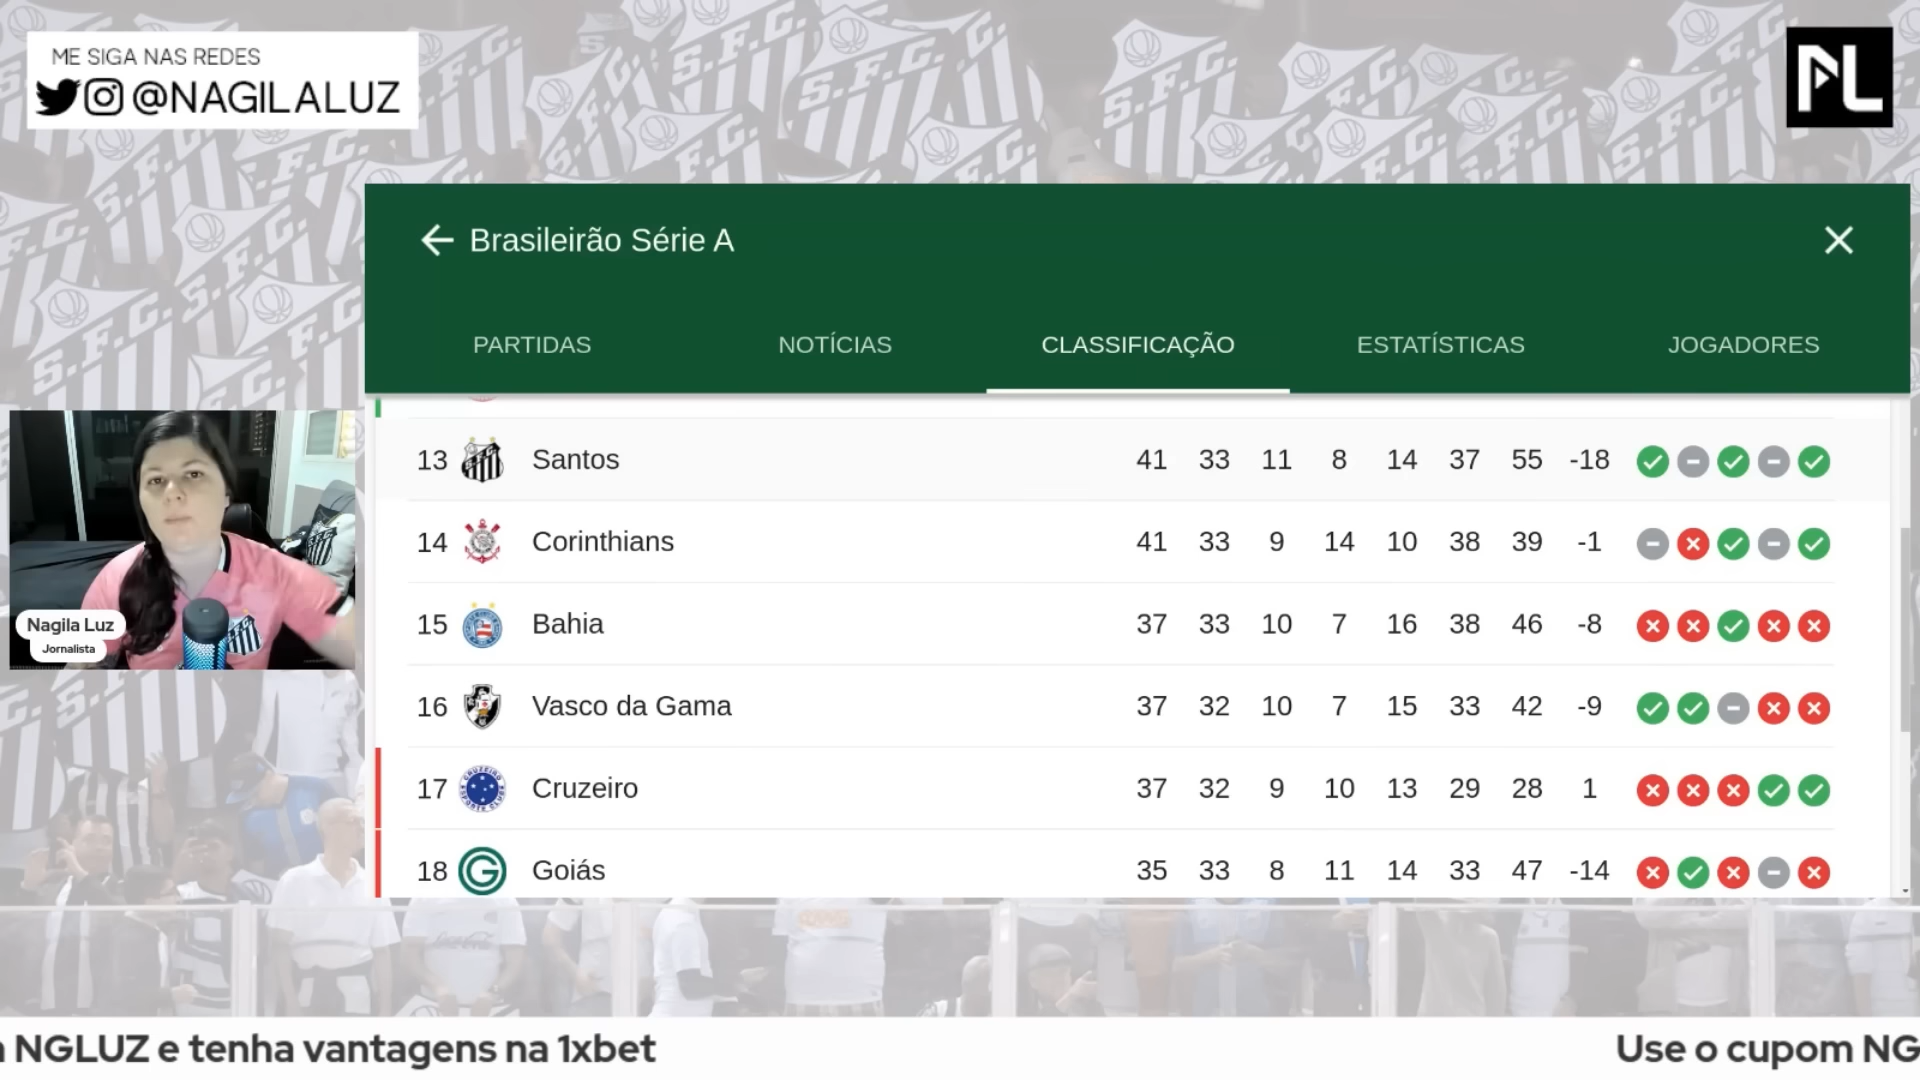 ME SIGA NAS REDES
@NAGILALUZ
Brasileirão Série A
PARTIDAS NOTÍCIAS CLASSIFICAÇÃO ESTATÍSTICAS JOGADORES
13 Santos 41 33 11 8 14 37 55 -18
14 Corinthians 41 33 9 14 10 38 39 -1
15 Bahia 37 33 10 7 16 38 46 -8
16 Vasco da Gama 37 32 10 7 15 33 42 -9
17 Cruzeiro 37 32 9 10 13 29 28 1
18 Goiás 35 33 8 11 14 33 47 -14
Nagila Luz
Jornalista
NGLUZ e tenha vantagens na 1xbet
Use o cupom NG